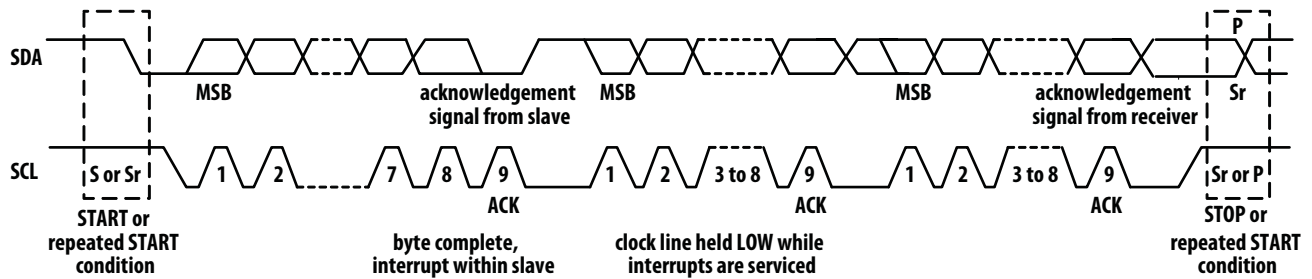 P
SDA
MSB
acknowledgement
signal from slave
MSB
MSB
acknowledgement
signal from receiver
Sr
SCL
S or Sr
1
2
7
8
9
1
2
3 to 8
9
1
2
3 to 8
9
Sr or P
ACK
ACK
ACK
START or
repeated START
condition
byte complete,
interrupt within slave
clock line held LOW while
interrupts are serviced
STOP or
repeated START
condition